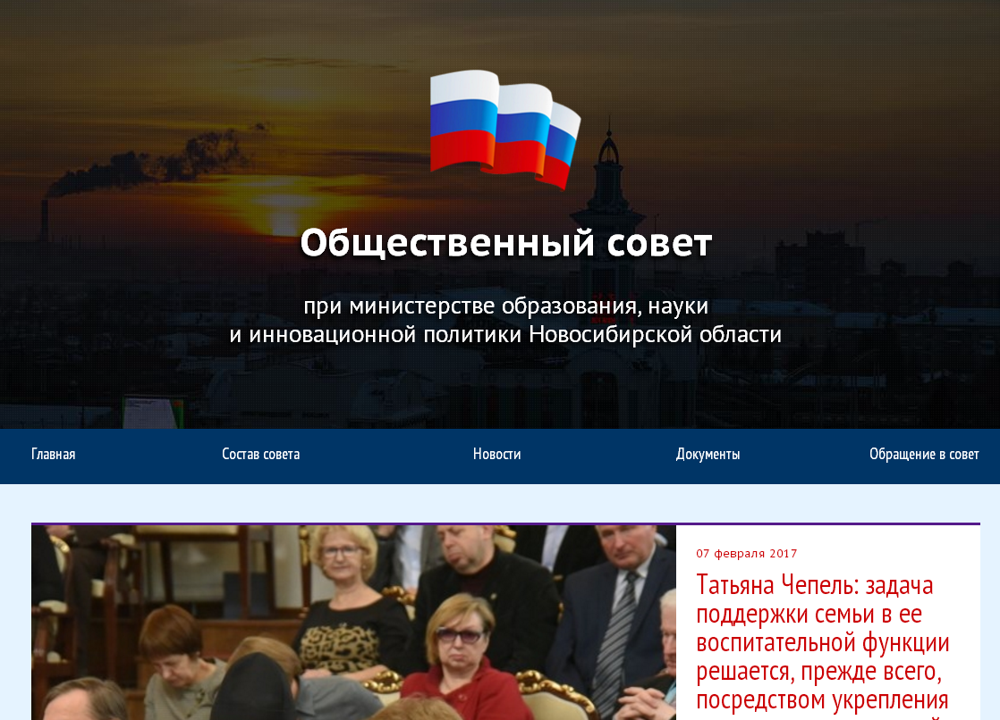 Общественный совет
при министерстве образования, науки
и инновационной политики Новосибирской области
Главная
Состав совета
Новости
Документы
Обращение в совет
07 февраля 2017
Татьяна Чепель: задача
поддержки семьи в ее
воспитательной функции
решается, прежде всего,
посредством укрепления